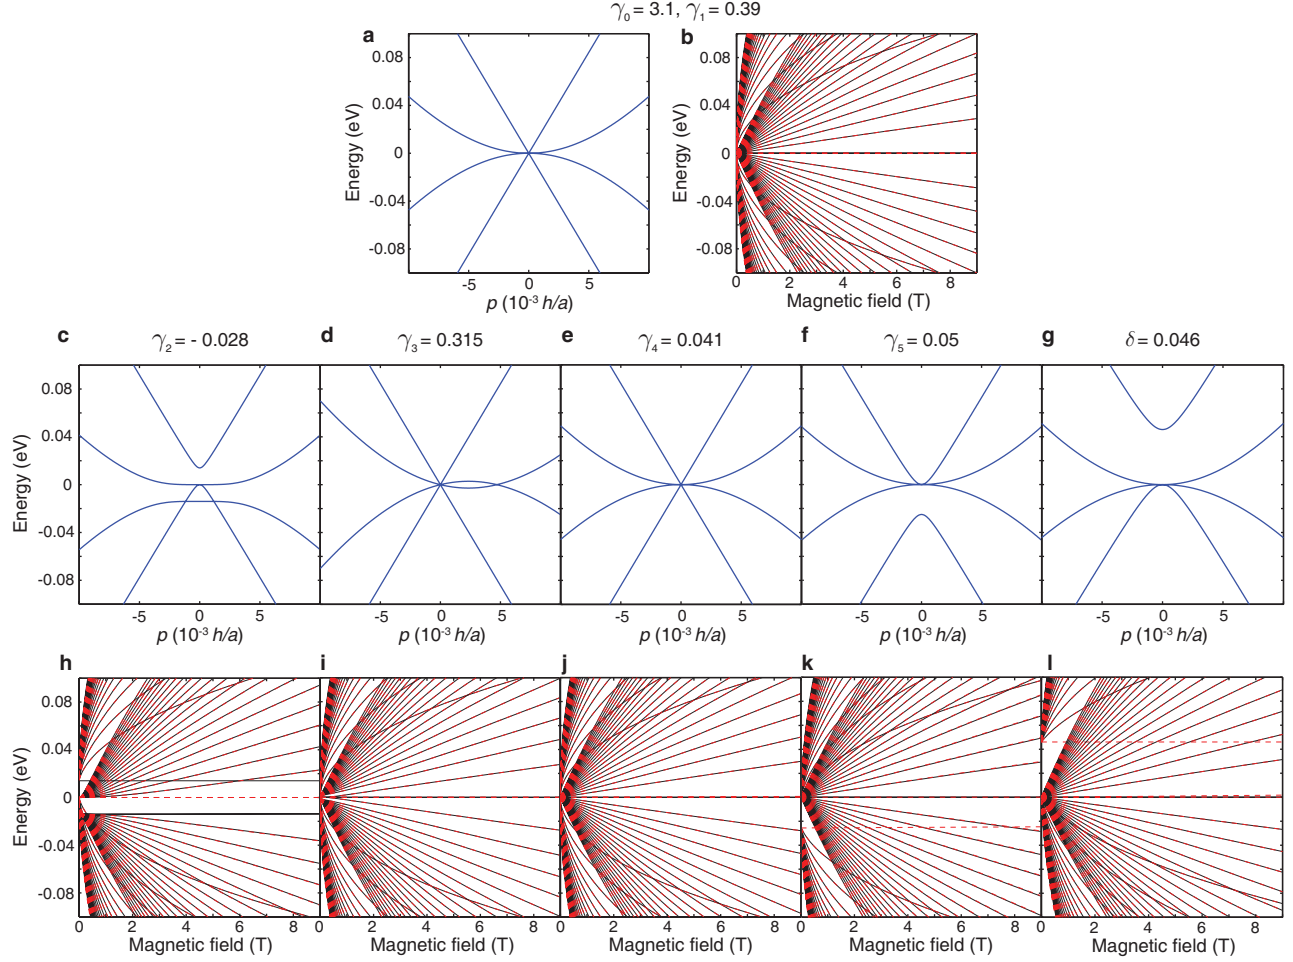 γ₀ = 3.1, γ₁ = 0.39
a
b
0.08
0.04
0
-0.04
-0.08
Energy (eV)
-5 0 5
p (10⁻³ h/a)
0.08
0.04
0
-0.04
-0.08
Energy (eV)
0 2 4 6 8
Magnetic field (T)
c γ₂ = - 0.028
d γ₃ = 0.315
e γ₄ = 0.041
f γ₅ = 0.05
g δ = 0.046
0.08
0.04
0
-0.04
-0.08
Energy (eV)
-5 0 5
-5 0 5
-5 0 5
-5 0 5
-5 0 5
p (10⁻³ h/a)
p (10⁻³ h/a)
p (10⁻³ h/a)
p (10⁻³ h/a)
p (10⁻³ h/a)
h
i
j
k
l
0.08
0.04
0
-0.04
-0.08
Energy (eV)
0 2 4 6 8
0 2 4 6 8
0 2 4 6 8
0 2 4 6 8
0 2 4 6 8
Magnetic field (T)
Magnetic field (T)
Magnetic field (T)
Magnetic field (T)
Magnetic field (T)